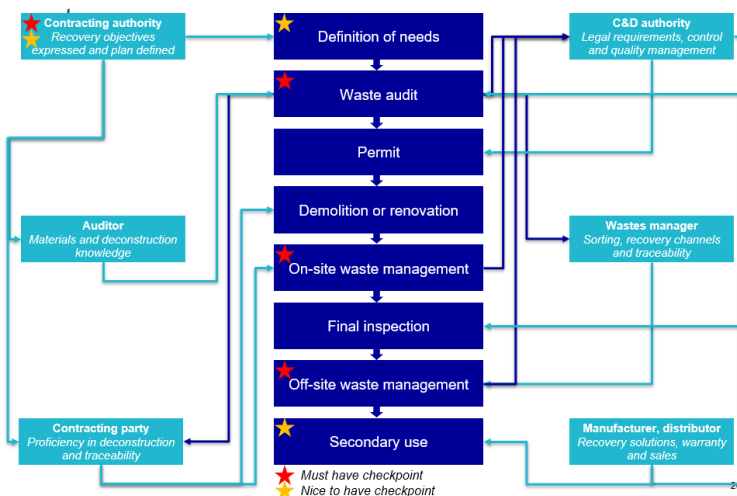 Contracting authority
Recovery objectives
expressed and plan defined
Definition of needs
C&D authority
Legal requirements, control
and quality management
Waste audit
Permit
Demolition or renovation
Auditor
Materials and deconstruction
knowledge
Wastes manager
Sorting, recovery channels
and traceability
On-site waste management
Final inspection
Off-site waste management
Contracting party
Proficiency in deconstruction
and traceability
Secondary use
Manufacturer, distributor
Recovery solutions, warranty
and sales
Must have checkpoint
Nice to have checkpoint